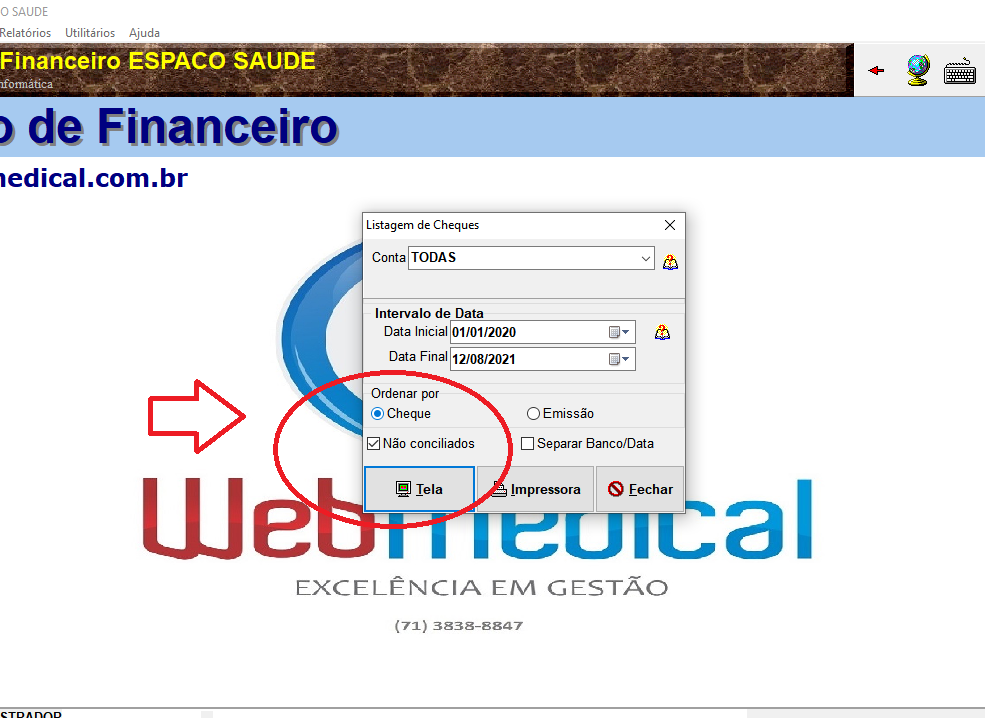 O SAUDE
Relatórios Utilitários Ajuda
Financeiro ESPACO SAUDE
nformática
o de Financeiro
nedical.com.br
Listagem de Cheques
Conta TODAS
Intervalo de Data
Data Inicial 01/01/2020
Data Final 12/08/2021
Ordenar por
Cheque Emissão
Não conciliados Separar Banco/Data
Tela Impressora Fechar
Webmedical
EXCELÊNCIA EM GESTÃO
(71) 3838-8847
STRADOR